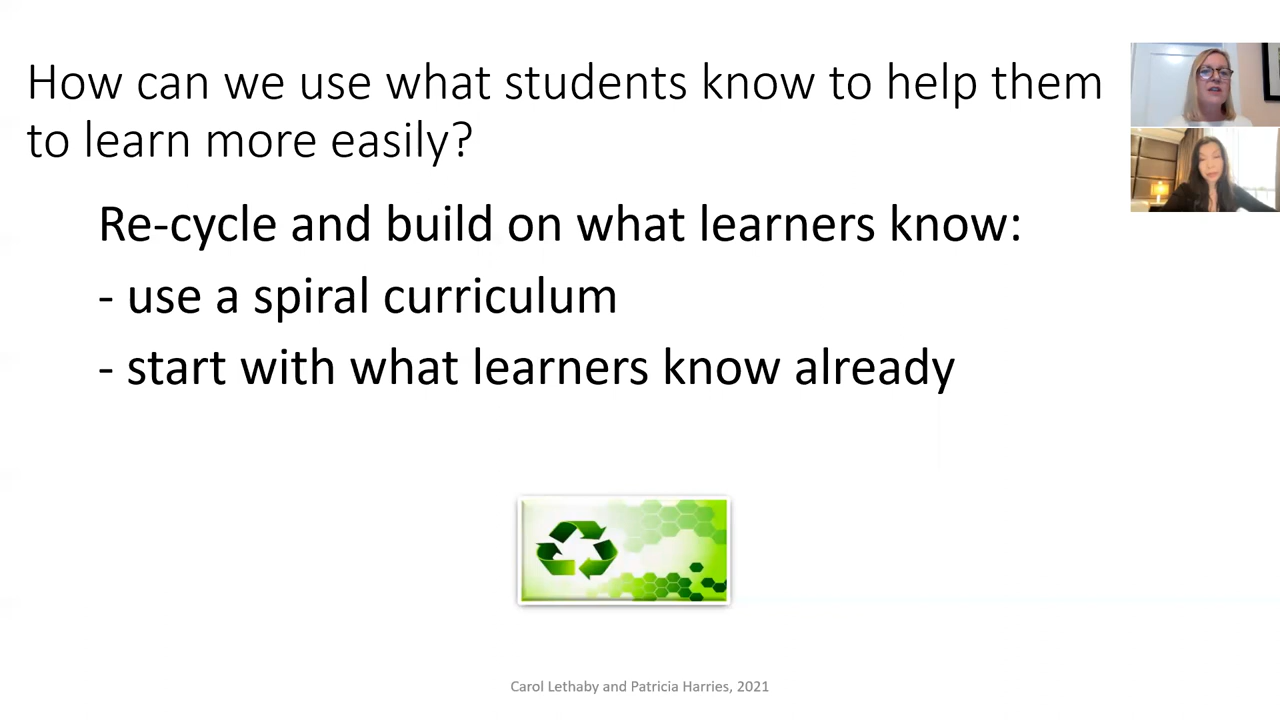 How can we use what students know to help them
to learn more easily?
Re-cycle and build on what learners know:
- use a spiral curriculum
- start with what learners know already
Carol Lethaby and Patricia Harries, 2021